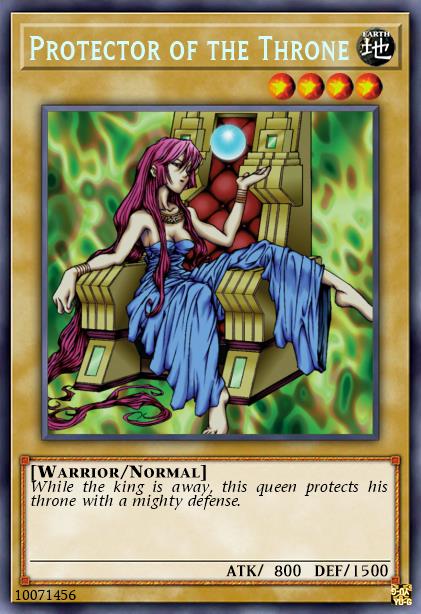 PROTECTOR OF THE THRONE
EARTH
地
[WARRIOR/NORMAL]
While the king is away, this queen protects his
throne with a mighty defense.
ATK/ 800 DEF/1500
10071456